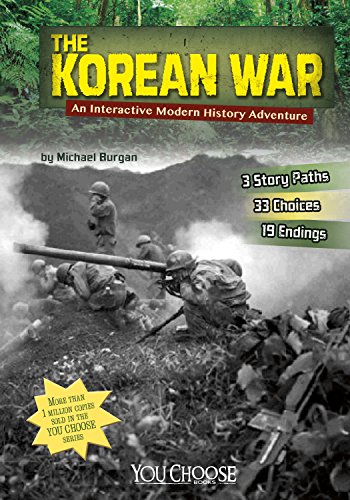 THE
KOREAN WAR
An Interactive Modern History Adventure
by Michael Burgan
3 Story Paths
33 Choices
19 Endings
MORE THAN
1 MILLION COPIES
SOLD IN THE
YOU CHOOSE
SERIES
YOU CHOOSE
BOOKS